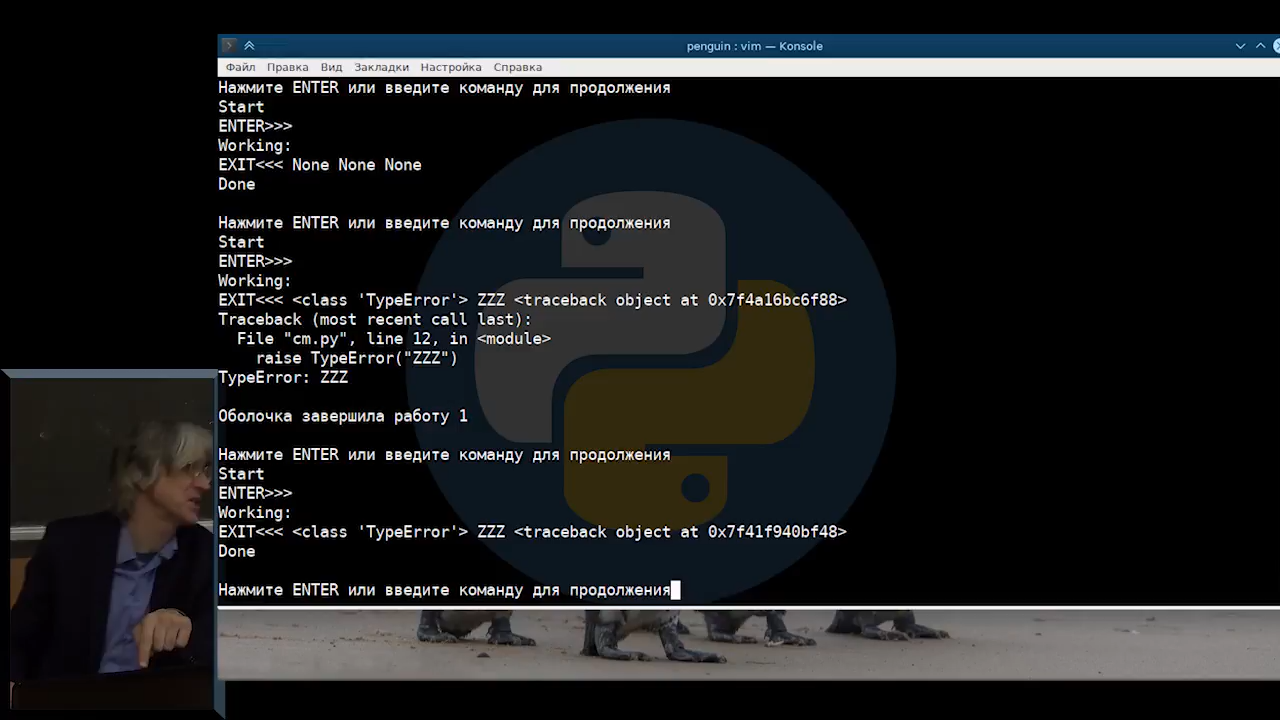 penguin : vim — Konsole
Файл Правка Вид Закладки Настройка Справка
Нажмите ENTER или введите команду для продолжения
Start
ENTER>>>
Working:
EXIT<<< None None None
Done
Нажмите ENTER или введите команду для продолжения
Start
ENTER>>>
Working:
EXIT<<< <class 'TypeError'> ZZZ <traceback object at 0x7f4a16bc6f88>
Traceback (most recent call last):
  File "cm.py", line 12, in <module>
    raise TypeError("ZZZ")
TypeError: ZZZ
Оболочка завершила работу 1
Нажмите ENTER или введите команду для продолжения
Start
ENTER>>>
Working:
EXIT<<< <class 'TypeError'> ZZZ <traceback object at 0x7f41f940bf48>
Done
Нажмите ENTER или введите команду для продолжения